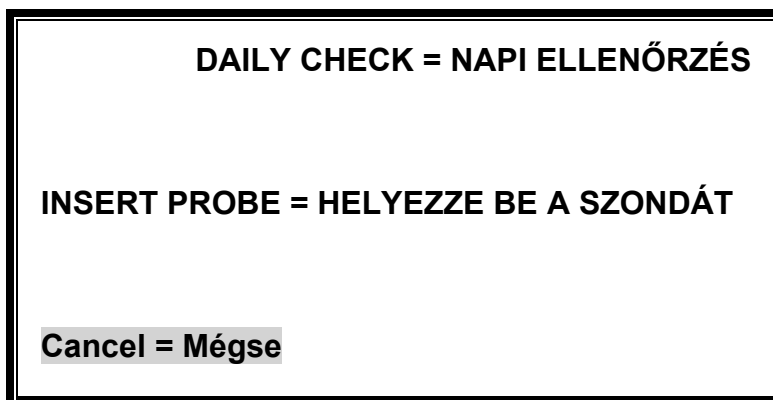 DAILY CHECK = NAPI ELLENŐRZÉS
INSERT PROBE = HELYEZZE BE A SZONDÁT
Cancel = Mégse